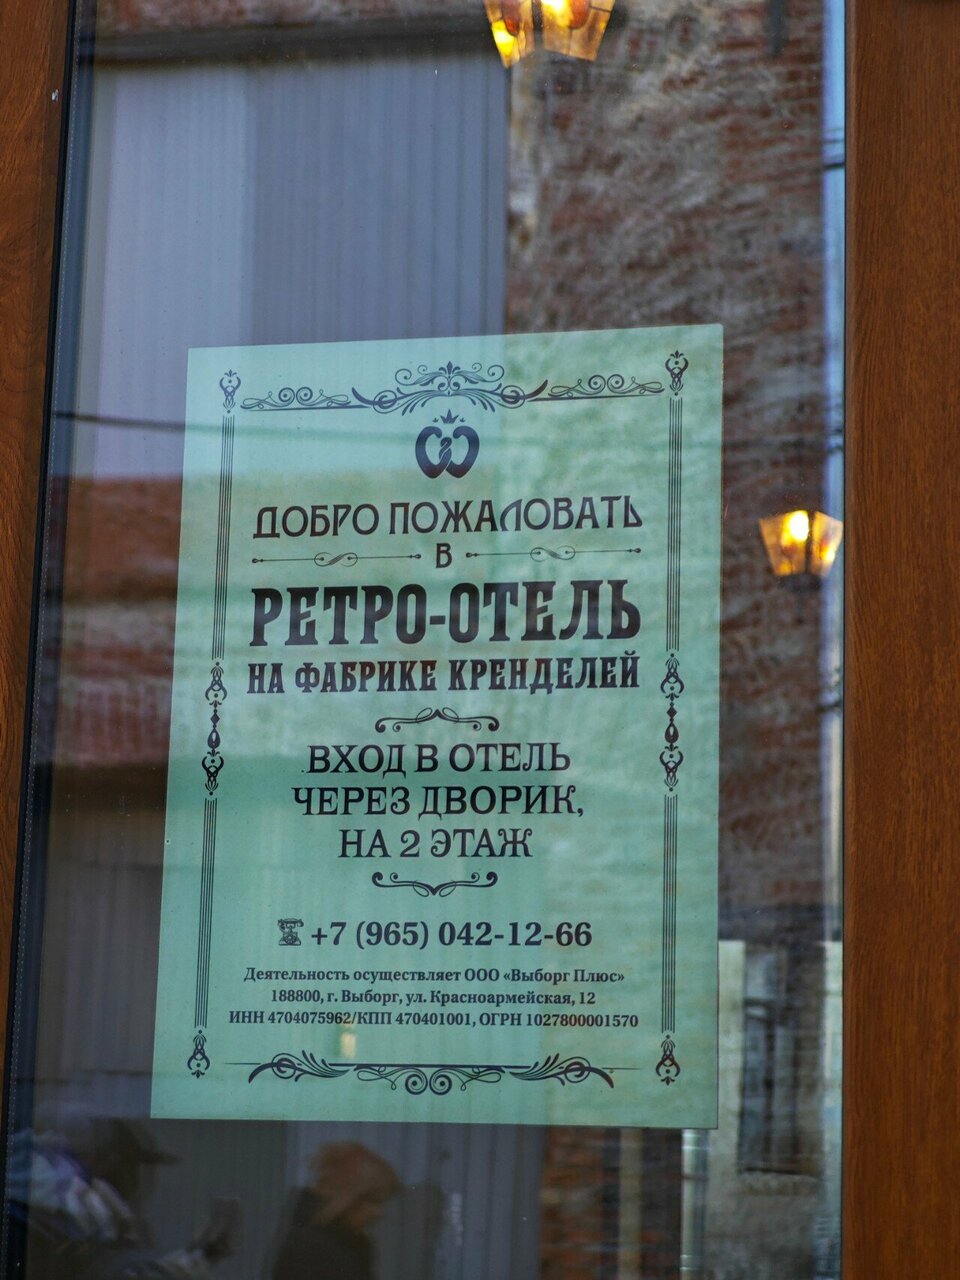 ДОБРО ПОЖАЛОВАТЬ
В
РЕТРО-ОТЕЛЬ
НА ФАБРИКЕ КРЕНДЕЛЕЙ
ВХОД В ОТЕЛЬ
ЧЕРЕЗ ДВОРИК,
НА 2 ЭТАЖ
+7 (965) 042-12-66
Деятельность осуществляет ООО «Выборг Плюс»
188800, г. Выборг, ул. Красноармейская, 12
ИНН 4704075962/КПП 470401001, ОГРН 1027800001570